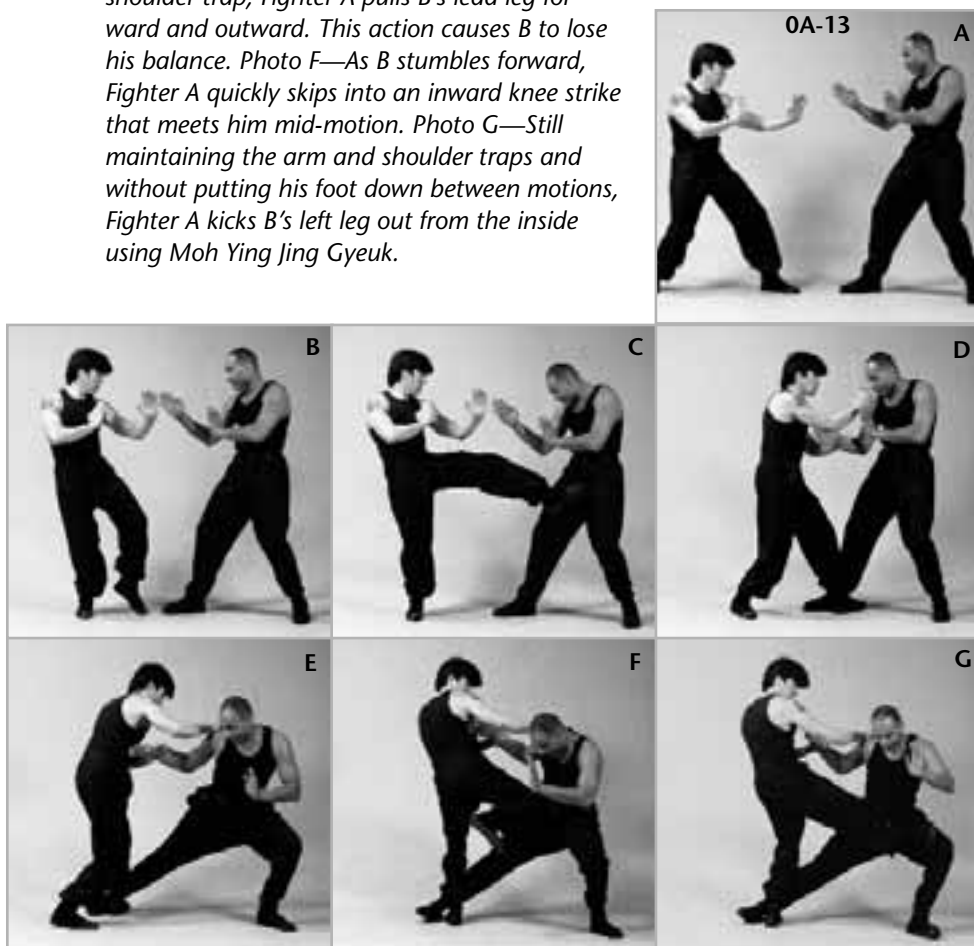 shoulder trap, Fighter A pulls B's lead leg for-
ward and outward. This action causes B to lose
his balance. Photo F—As B stumbles forward,
Fighter A quickly skips into an inward knee strike
that meets him mid-motion. Photo G—Still
maintaining the arm and shoulder traps and
without putting his foot down between motions,
Fighter A kicks B's left leg out from the inside
using Moh Ying Jing Gyeuk.
0A-13
A
B
C
D
E
F
G